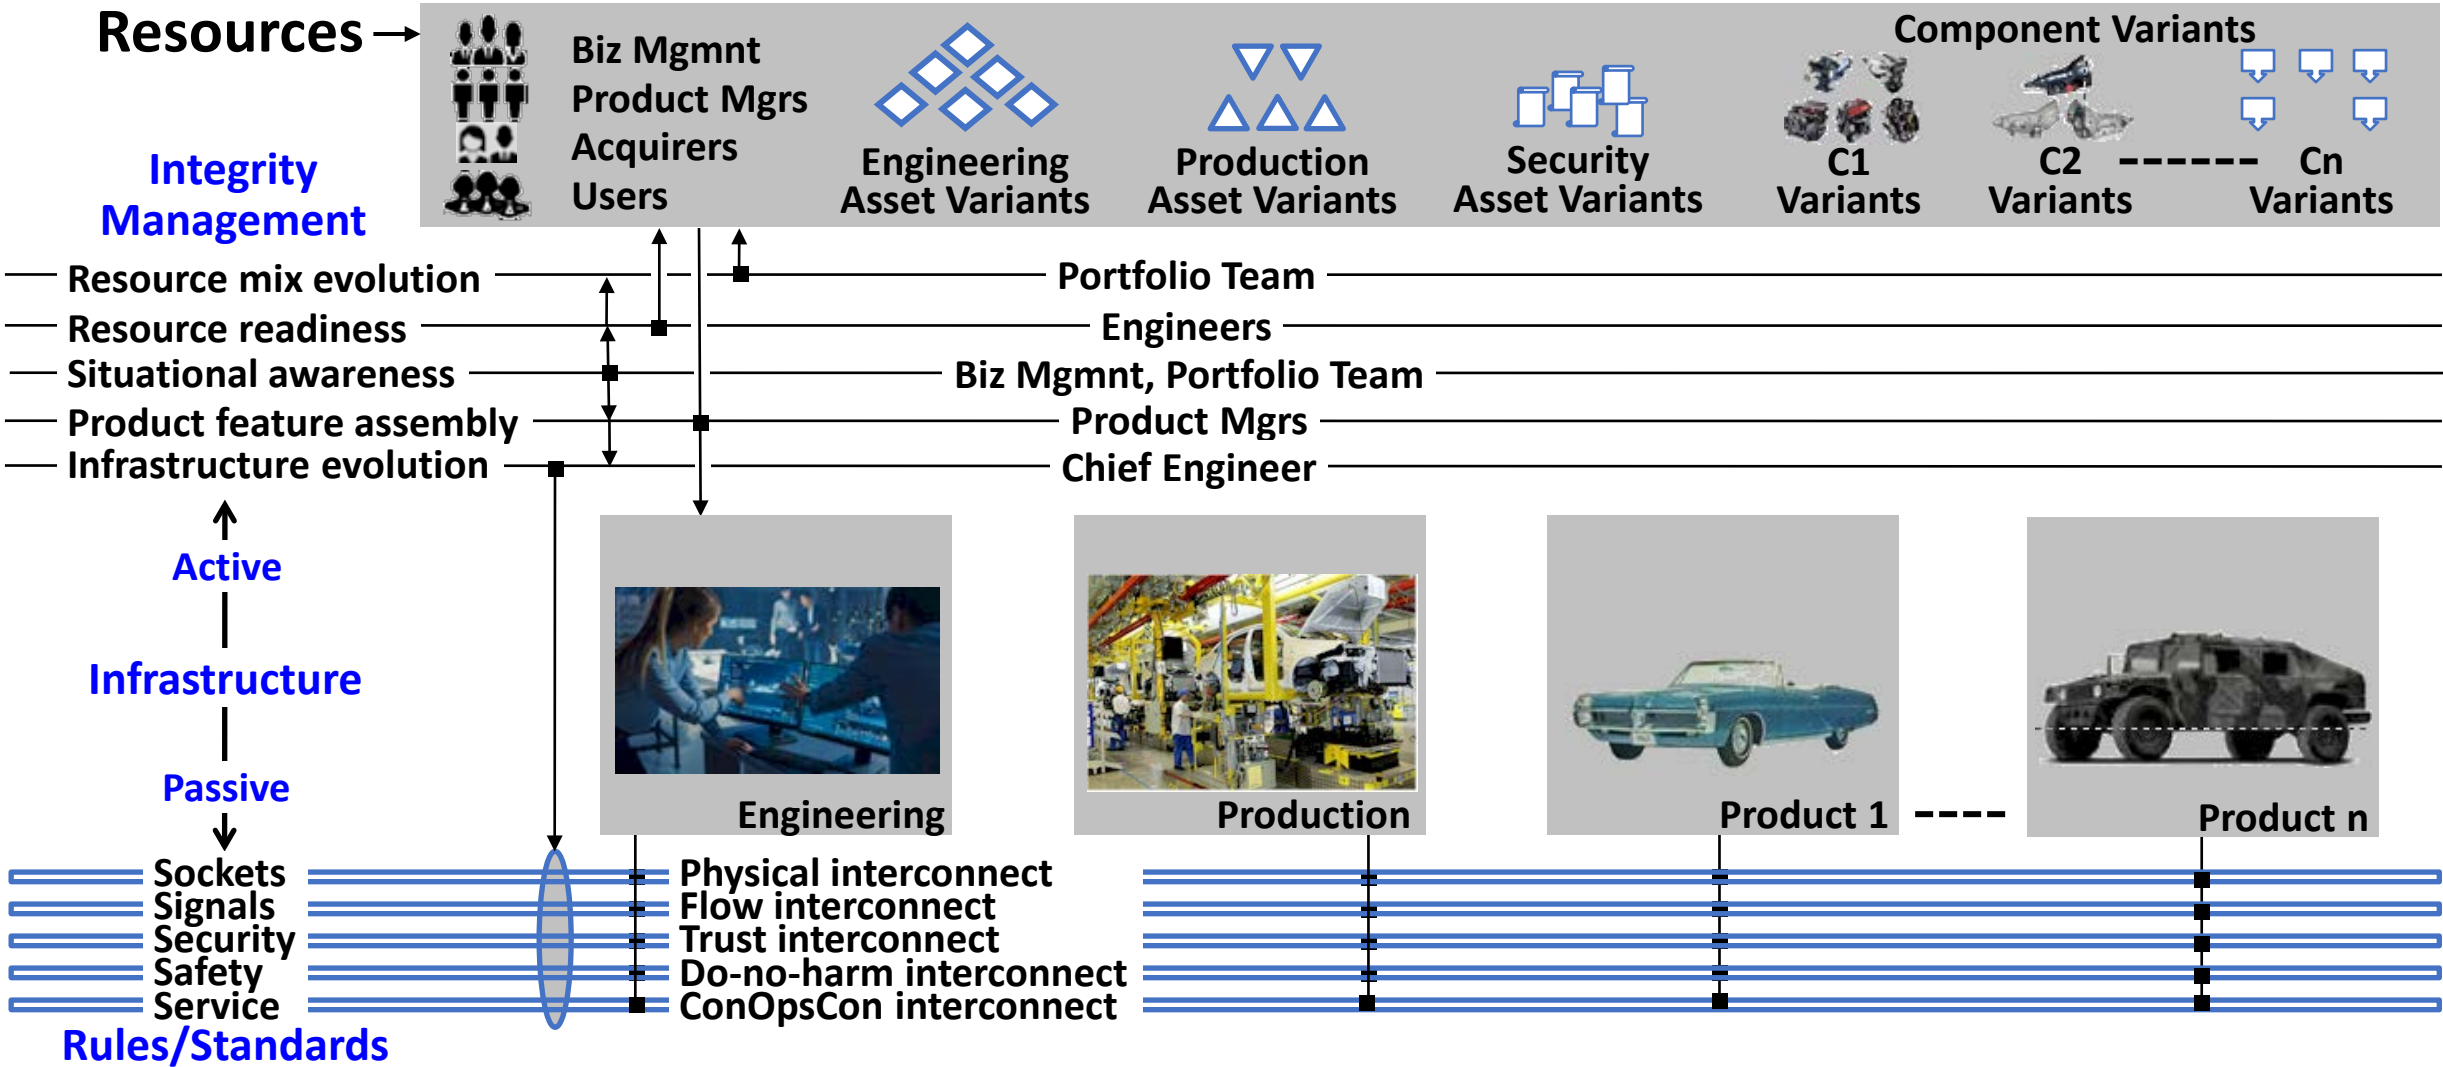 Resources
Biz Mgmnt
Product Mgrs
Acquirers
Users
Engineering
Asset Variants
Production
Asset Variants
Security
Asset Variants
Component Variants
C1
Variants
C2
Variants
Cn
Variants
Integrity
Management
Resource mix evolution
Portfolio Team
Resource readiness
Engineers
Situational awareness
Biz Mgmnt, Portfolio Team
Product feature assembly
Product Mgrs
Infrastructure evolution
Chief Engineer
Active
Infrastructure
Passive
Engineering
Production
Product 1
Product n
Sockets
Physical interconnect
Signals
Flow interconnect
Security
Trust interconnect
Safety
Do-no-harm interconnect
Service
ConOpsCon interconnect
Rules/Standards